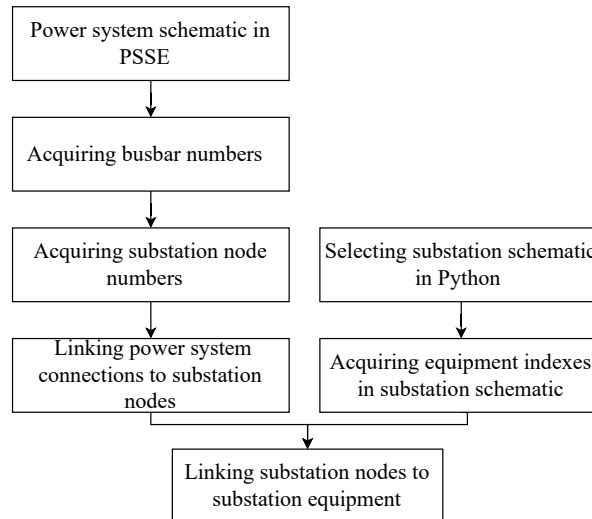 Power system schematic in
PSSE
Acquiring busbar numbers
Acquiring substation node
numbers
Selecting substation schematic
in Python
Linking power system
connections to substation
nodes
Acquiring equipment indexes
in substation schematic
Linking substation nodes to
substation equipment